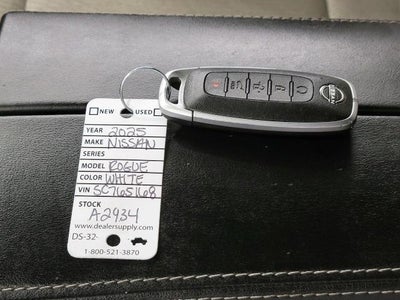 NEW USED
YEAR 2025
MAKE NISSAN
SERIES
MODEL ROGUE
COLOR WHITE
VIN SC765168
STOCK
A2934
www.dealersupply.com
DS-32-
1-800-521-3870
NISSAN